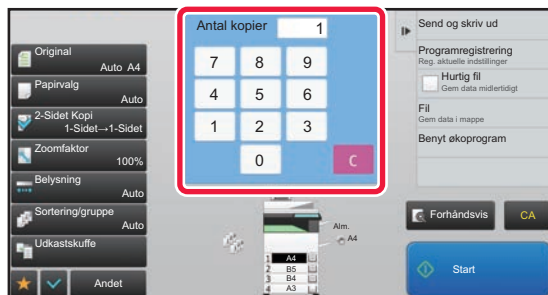 Original
Auto A4
Papirvalg
Auto
2-Sidet Kopi
1-Sidet→1-Sidet
Zoomfaktor
100%
Belysning
Auto
Sortering/gruppe
Auto
Udkastskuffe
Andet
Antal kopier 1
7 8 9
4 5 6
1 2 3
0 C
Alm.
A4
1 A4
2 B5
3 B4
4 A3
Send og skriv ud
Programregistrering
Reg. aktuelle indstillinger
Hurtig fil
Gem data midlertidigt
Fil
Gem data i mappe
Benyt økoprogram
Forhåndsvis CA
Start